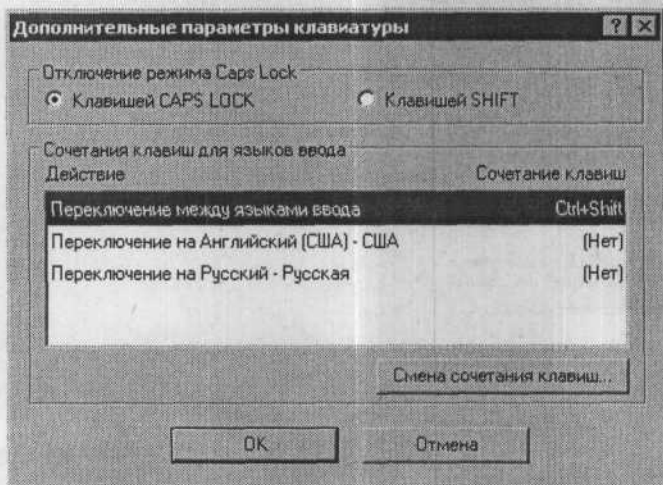 Дополнительные параметры клавиатуры
Отключение режима Caps Lock
Клавишей CAPS LOCK Клавишей SHIFT
Сочетания клавиш для языков ввода
Действие Сочетание клавиш
Переключение между языками ввода Ctrl+Shift
Переключение на Английский (США) - США (Нет)
Переключение на Русский - Русская (Нет)
Смена сочетания клавиш...
OK Отмена